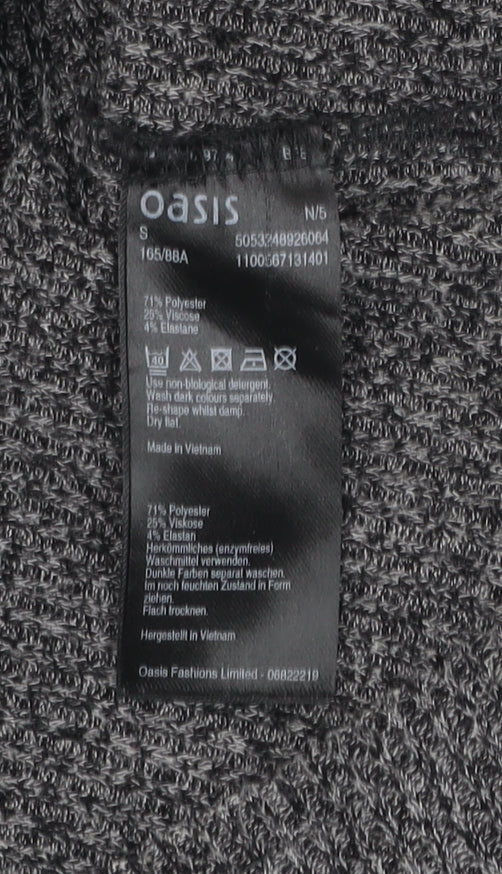 oasis
N/5
S 5053248926064
165/88A 1100567131401
71% Polyester
25% Viscose
4% Elastane
40
Use non-biological detergent.
Wash dark colours separately.
Re-shape whilst damp.
Dry flat.
Made in Vietnam
71% Polyester
25% Viskose
4% Elastan
Herkömmliches (enzymfreies)
Waschmittel verwenden.
Dunkle Farben separat waschen.
Im noch feuchten Zustand in Form
ziehen.
Flach trocknen.
Hergestellt in Vietnam
Oasis Fashions Limited - 06822219